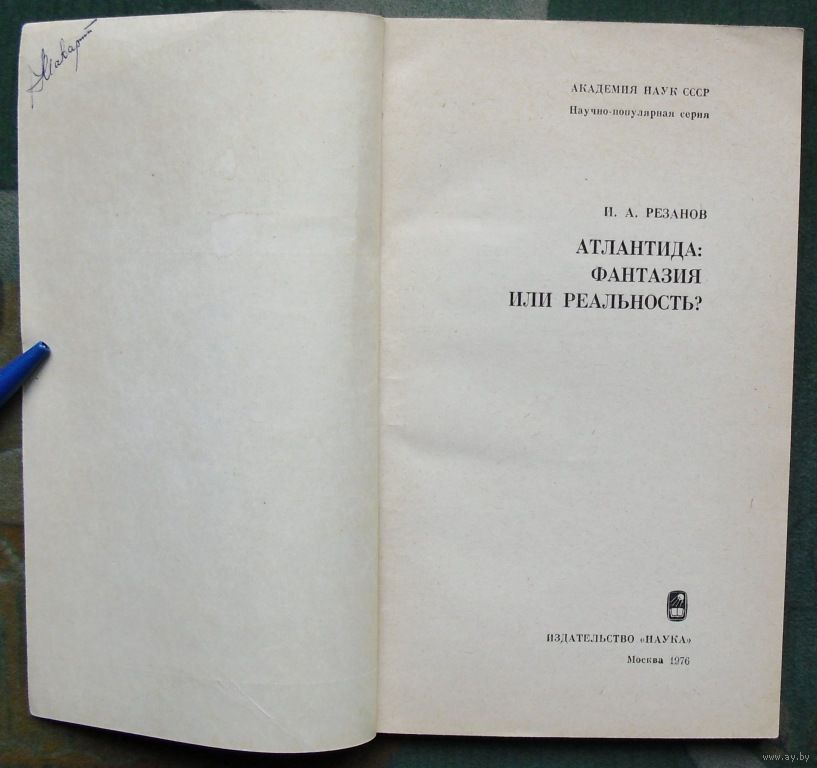 АКАДЕМИЯ НАУК СССР
Научно-популярная серия
И. А. РЕЗАНОВ
АТЛАНТИДА:
ФАНТАЗИЯ
ИЛИ РЕАЛЬНОСТЬ?
ИЗДАТЕЛЬСТВО «НАУКА»
Москва 1976
www.ay.by